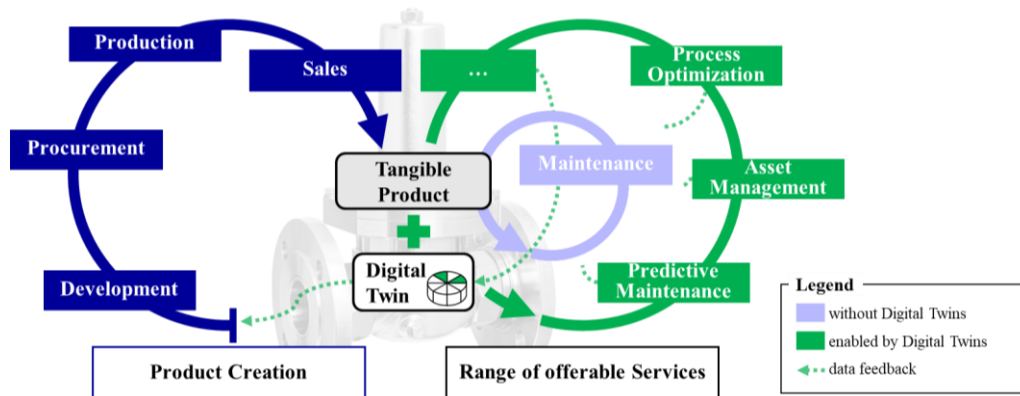 Production
Sales
...
Process
Optimization
Procurement
Maintenance
Tangible
Product
Asset
Management
Development
Digital
Twin
Predictive
Maintenance
Legend
without Digital Twins
enabled by Digital Twins
data feedback
Product Creation
Range of offerable Services